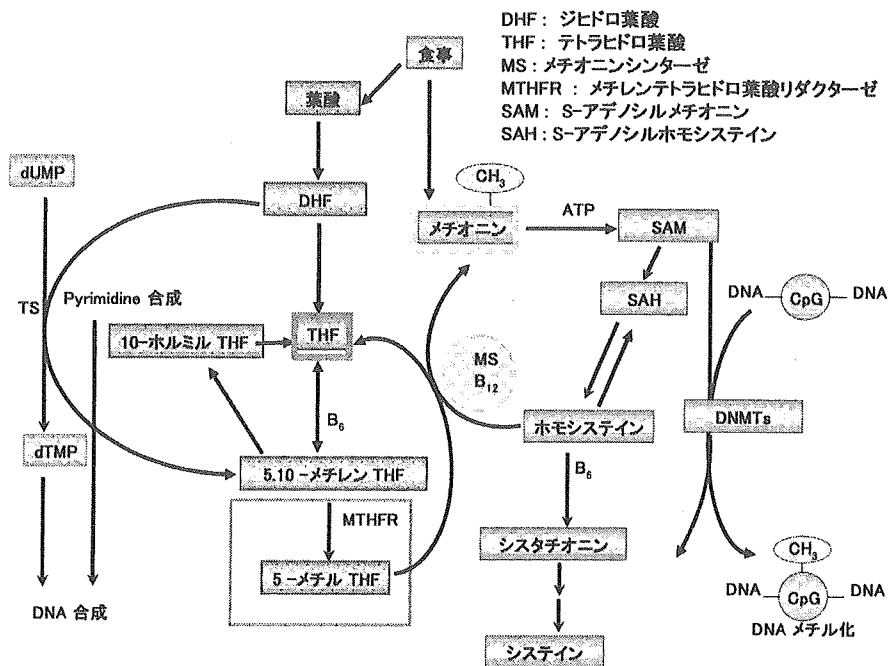 DHF： ジヒドロ葉酸
THF： テトラヒドロ葉酸
MS：メチオニンシンターゼ
MTHFR ： メチレンテトラヒドロ葉酸リダクターゼ
SAM： S-アデノシルメチオニン
SAH：S-アデノシルホモシステイン
食事
葉酸
dUMP
DHF
CH₃
メチオニン
ATP
SAM
SAH
DNA
CpG
DNA
TS
Pyrimidine 合成
10-ホルミル THF
THF
MS
B₁₂
B₆
ホモシステイン
DNMTs
dTMP
5.10-メチレン THF
B₆
MTHFR
システチオニン
5-メチル THF
CH₃
DNA
CpG
DNA
DNA 合成
DNA メチル化
システイン